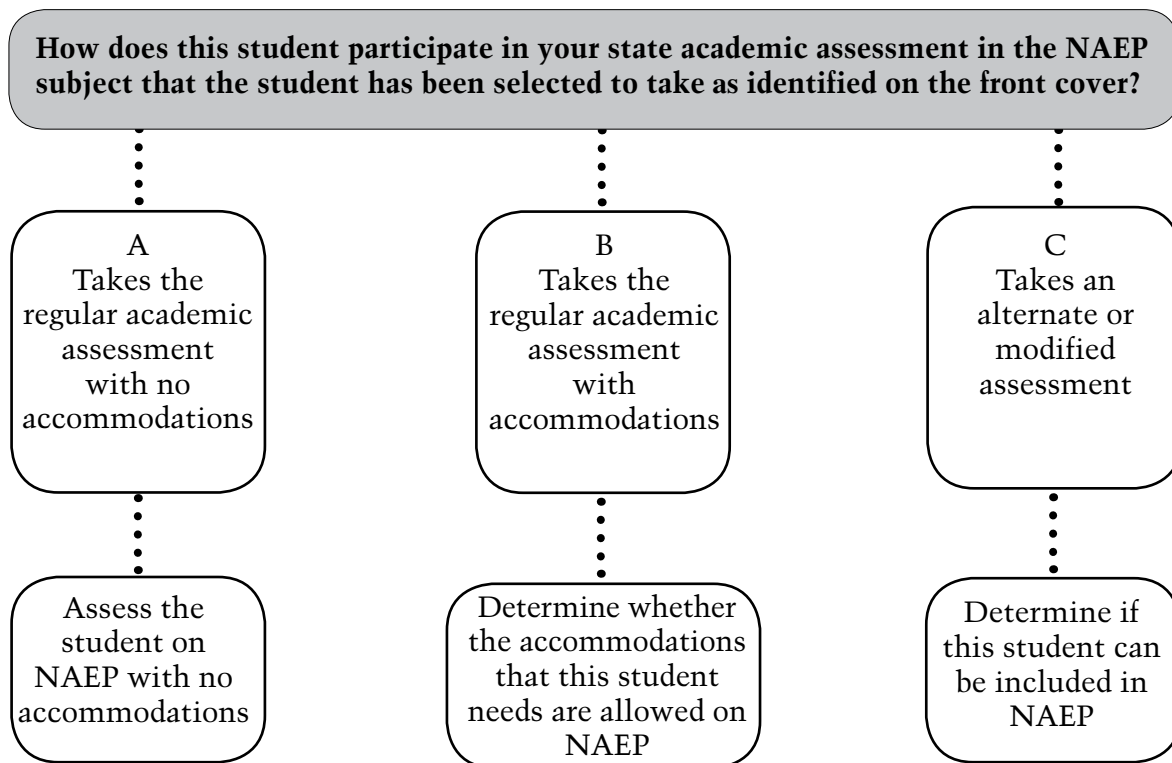 How does this student participate in your state academic assessment in the NAEP
subject that the student has been selected to take as identified on the front cover?
A
Takes the
regular academic
assessment
with no
accommodations
B
Takes the
regular academic
assessment
with
accommodations
C
Takes an
alternate or
modified
assessment
Assess the
student on
NAEP with no
accommodations
Determine whether
the accommodations
that this student
needs are allowed on
NAEP
Determine if
this student can
be included in
NAEP